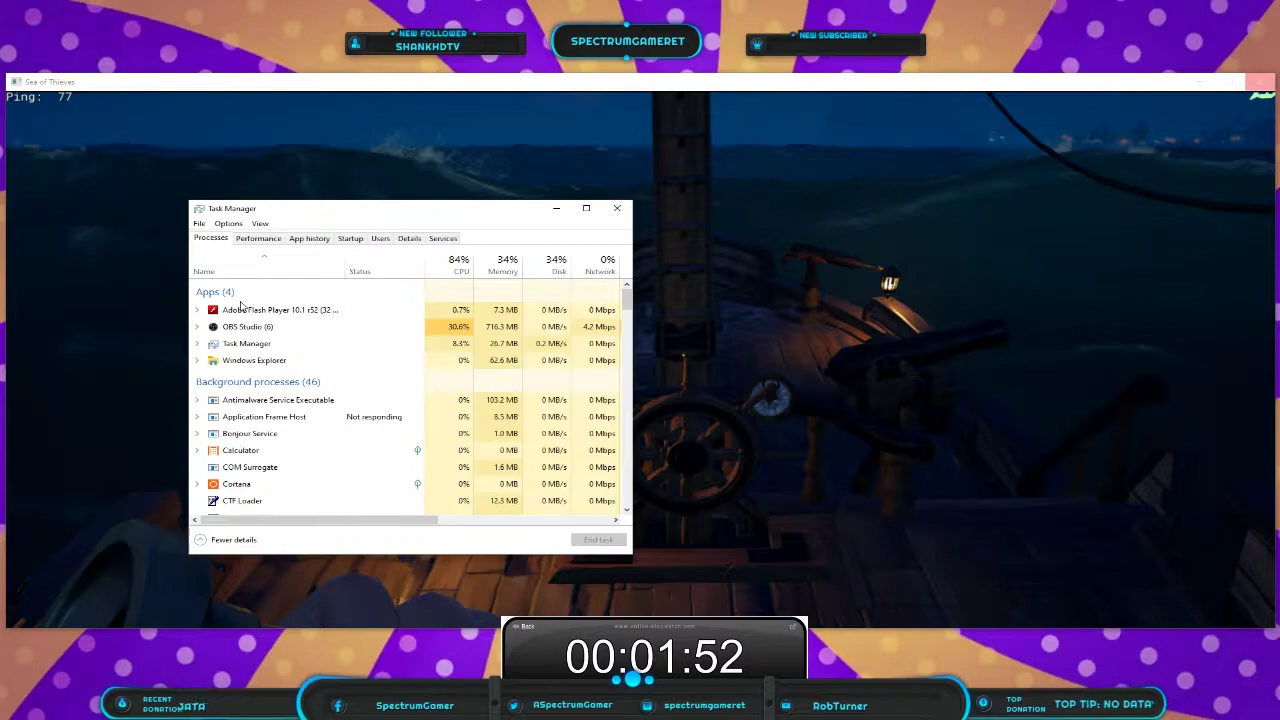 NEW FOLLOWER
SHANKHDTV
SPECTRUMGAMERET
NEW SUBSCRIBER
Sea of Thieves
Ping: 77
Task Manager
File Options View
Processes Performance App history Startup Users Details Services
84% 34% 34% 0%
Name Status CPU Memory Disk Network
Apps (4)
Adobe Flash Player 10.1 r52 (32 ... 0.7% 7.3 MB 0 MB/s 0 Mbps
OBS Studio (6) 30.6% 716.3 MB 0 MB/s 4.2 Mbps
Task Manager 8.3% 26.7 MB 0.2 MB/s 0 Mbps
Windows Explorer 0% 62.6 MB 0 MB/s 0 Mbps
Background processes (46)
Antimalware Service Executable 0% 103.2 MB 0 MB/s 0 Mbps
Application Frame Host Not responding 0% 8.5 MB 0 MB/s 0 Mbps
Bonjour Service 0% 1.0 MB 0 MB/s 0 Mbps
Calculator 0% 0 MB 0 MB/s 0 Mbps
COM Surrogate 0% 1.6 MB 0 MB/s 0 Mbps
Cortana 0% 0 MB 0 MB/s 0 Mbps
CTF Loader 0% 12.3 MB 0 MB/s 0 Mbps
Fewer details End task
Back www.online-stopwatch.com
00:01:52
RECENT
DONATION
JATA
SpectrumGamer
ASpectrumGamer
spectrumgameret
RobTurner
TOP
DONATION
TOP TIP: NO DATA